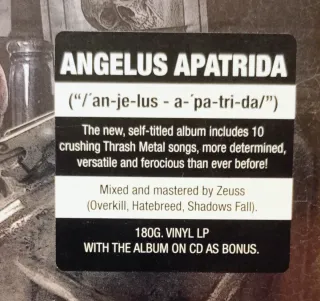 ANGELUS APATRIDA
("/´an-je-lus - a-´pa-tri-da/")
The new, self-titled album includes 10
crushing Thrash Metal songs, more determined,
versatile and ferocious than ever before!
Mixed and mastered by Zeuss
(Overkill, Hatebreed, Shadows Fall).
180G. VINYL LP
WITH THE ALBUM ON CD AS BONUS.